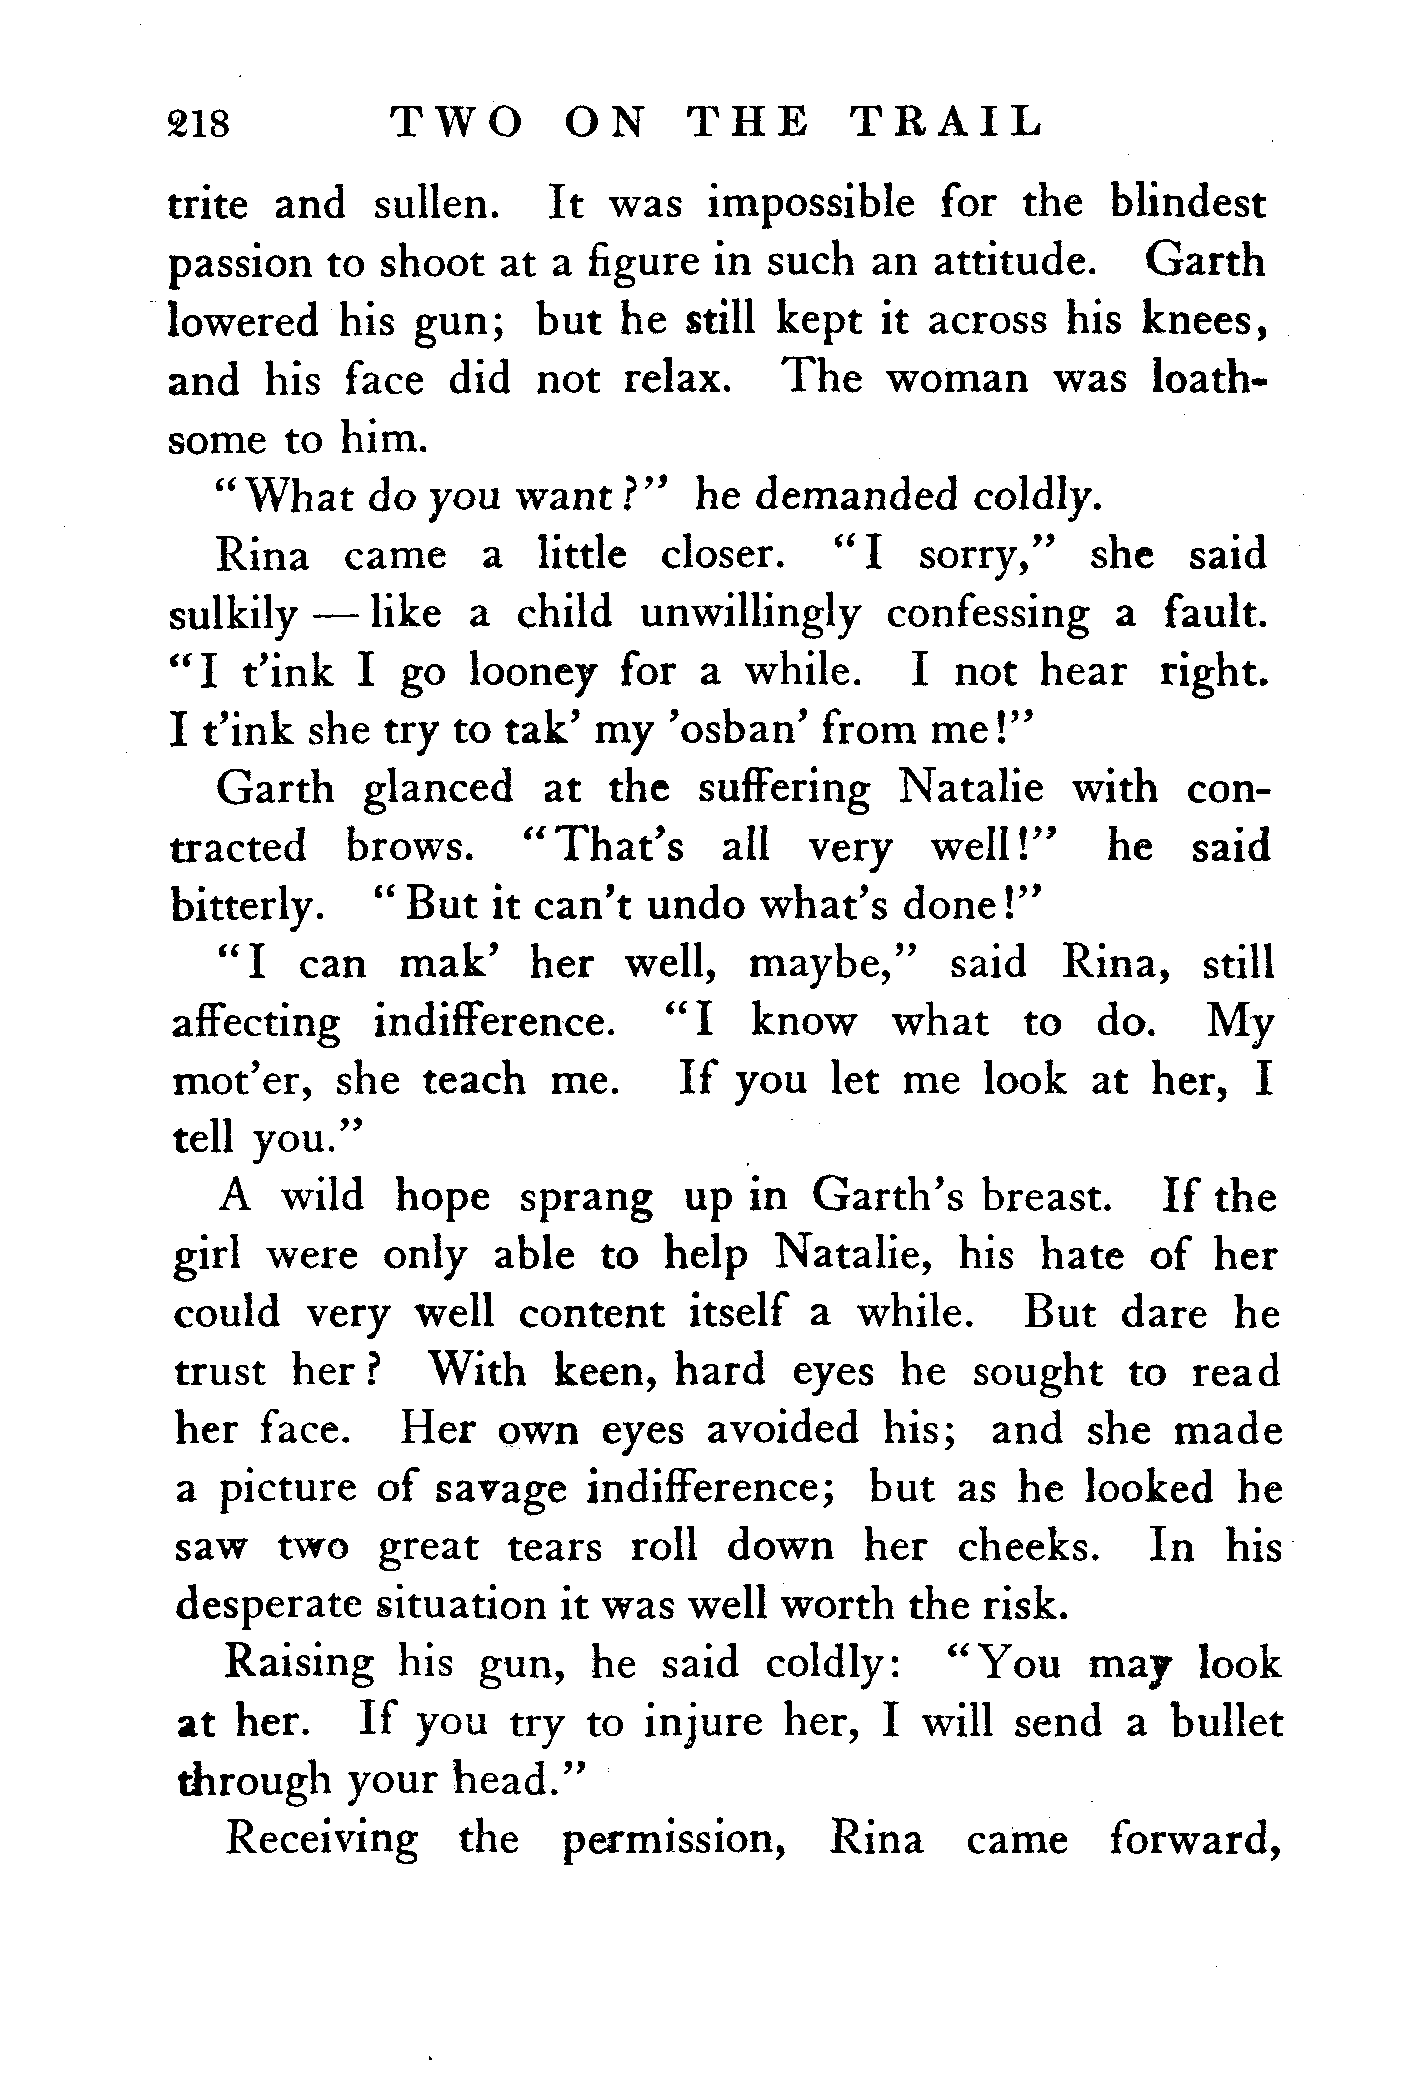 218 TWO ON THE TRAIL
trite and sullen. It was impossible for the blindest
passion to shoot at a figure in such an attitude. Garth
lowered his gun; but he still kept it across his knees,
and his face did not relax. The woman was loath-
some to him.
"What do you want?" he demanded coldly.
Rina came a little closer. "I sorry," she said
sulkily — like a child unwillingly confessing a fault.
"I t'ink I go looney for a while. I not hear right.
I t'ink she try to tak' my 'osban' from me!"
Garth glanced at the suffering Natalie with con-
tracted brows. "That's all very well!" he said
bitterly. "But it can't undo what's done!"
"I can mak' her well, maybe," said Rina, still
affecting indifference. "I know what to do. My
mot'er, she teach me. If you let me look at her, I
tell you."
A wild hope sprang up in Garth's breast. If the
girl were only able to help Natalie, his hate of her
could very well content itself a while. But dare he
trust her? With keen, hard eyes he sought to read
her face. Her own eyes avoided his; and she made
a picture of savage indifference; but as he looked he
saw two great tears roll down her cheeks. In his
desperate situation it was well worth the risk.
Raising his gun, he said coldly: "You may look
at her. If you try to injure her, I will send a bullet
through your head."
Receiving the permission, Rina came forward,